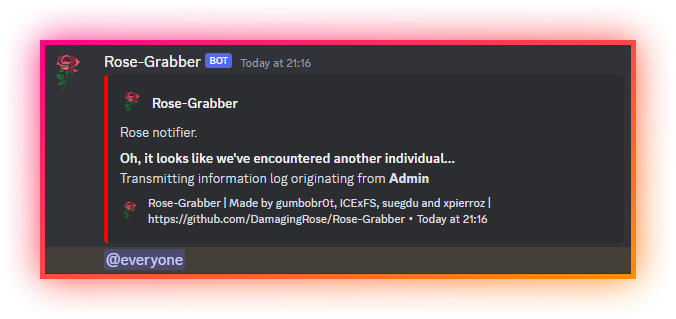 Rose-Grabber BOT Today at 21:16
Rose-Grabber
Rose notifier.
Oh, it looks like we've encountered another individual...
Transmitting information log originating from Admin
Rose-Grabber | Made by gumbobr0t, ICExFS, suegdu and xpierroz |
https://github.com/DamagingRose/Rose-Grabber • Today at 21:16
@everyone